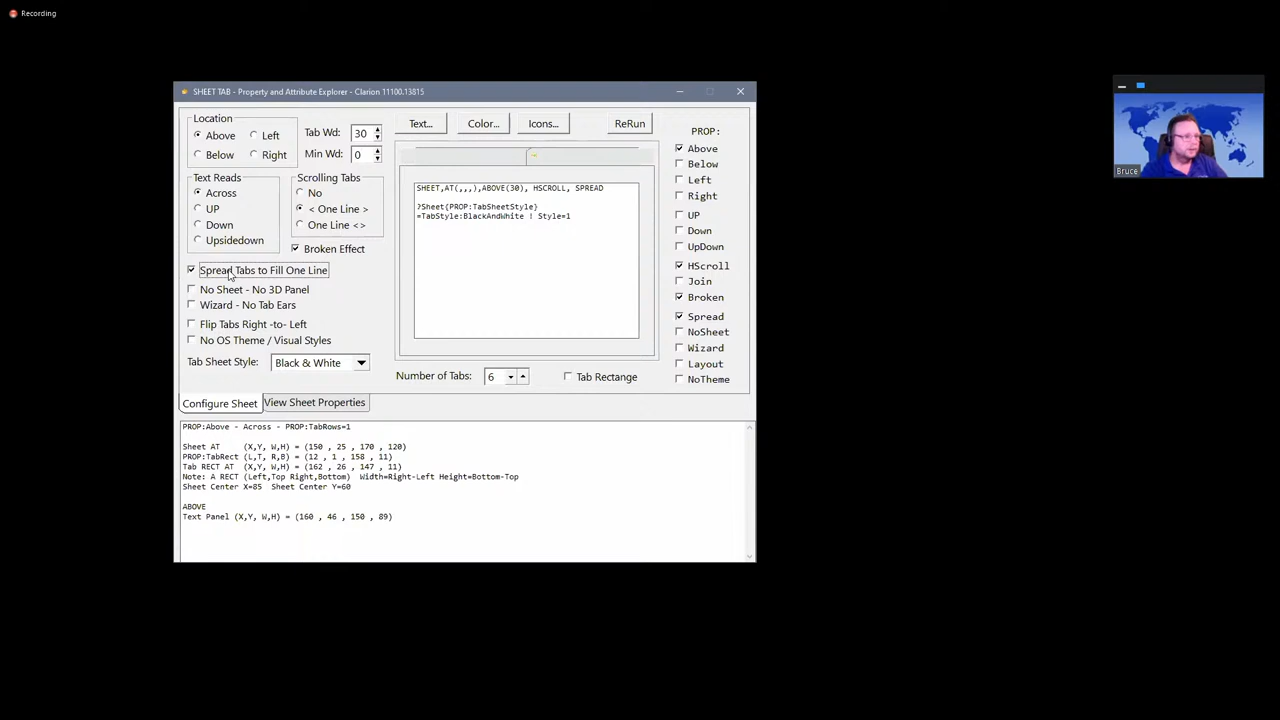 Recording
SHEET TAB - Property and Attribute Explorer - Clarion 11100.13815
Location
Above
Left
Below
Right
Tab Wd: 30
Min Wd: 0
Text...
Color...
Icons...
ReRun
Text Reads
Across
UP
Down
Upsidedown
Scrolling Tabs
No
< One Line >
One Line <>
Broken Effect
Spread Tabs to Fill One Line
No Sheet - No 3D Panel
Wizard - No Tab Ears
Flip Tabs Right -to- Left
No OS Theme / Visual Styles
Tab Sheet Style: Black & White
SHEET,AT(,,,),ABOVE(30), HSCROLL, SPREAD
?Sheet{PROP:TabSheetStyle}
=TabStyle:BlackAndWhite ! Style=1
Number of Tabs: 6
Tab Rectange
PROP:
Above
Below
Left
Right
UP
Down
UpDown
HScroll
Join
Broken
Spread
NoSheet
Wizard
Layout
NoTheme
Configure Sheet
View Sheet Properties
PROP:Above - Across - PROP:TabRows=1
Sheet AT (X,Y, W,H) = (150 , 25 , 170 , 120)
PROP:TabRect (L,T, R,B) = (12 , 1 , 158 , 11)
Tab RECT AT (X,Y, W,H) = (162 , 26 , 147 , 11)
Note: A RECT (Left,Top Right,Bottom) Width=Right-Left Height=Bottom-Top
Sheet Center X=85 Sheet Center Y=60
ABOVE
Text Panel (X,Y, W,H) = (160 , 46 , 150 , 89)
Bruce